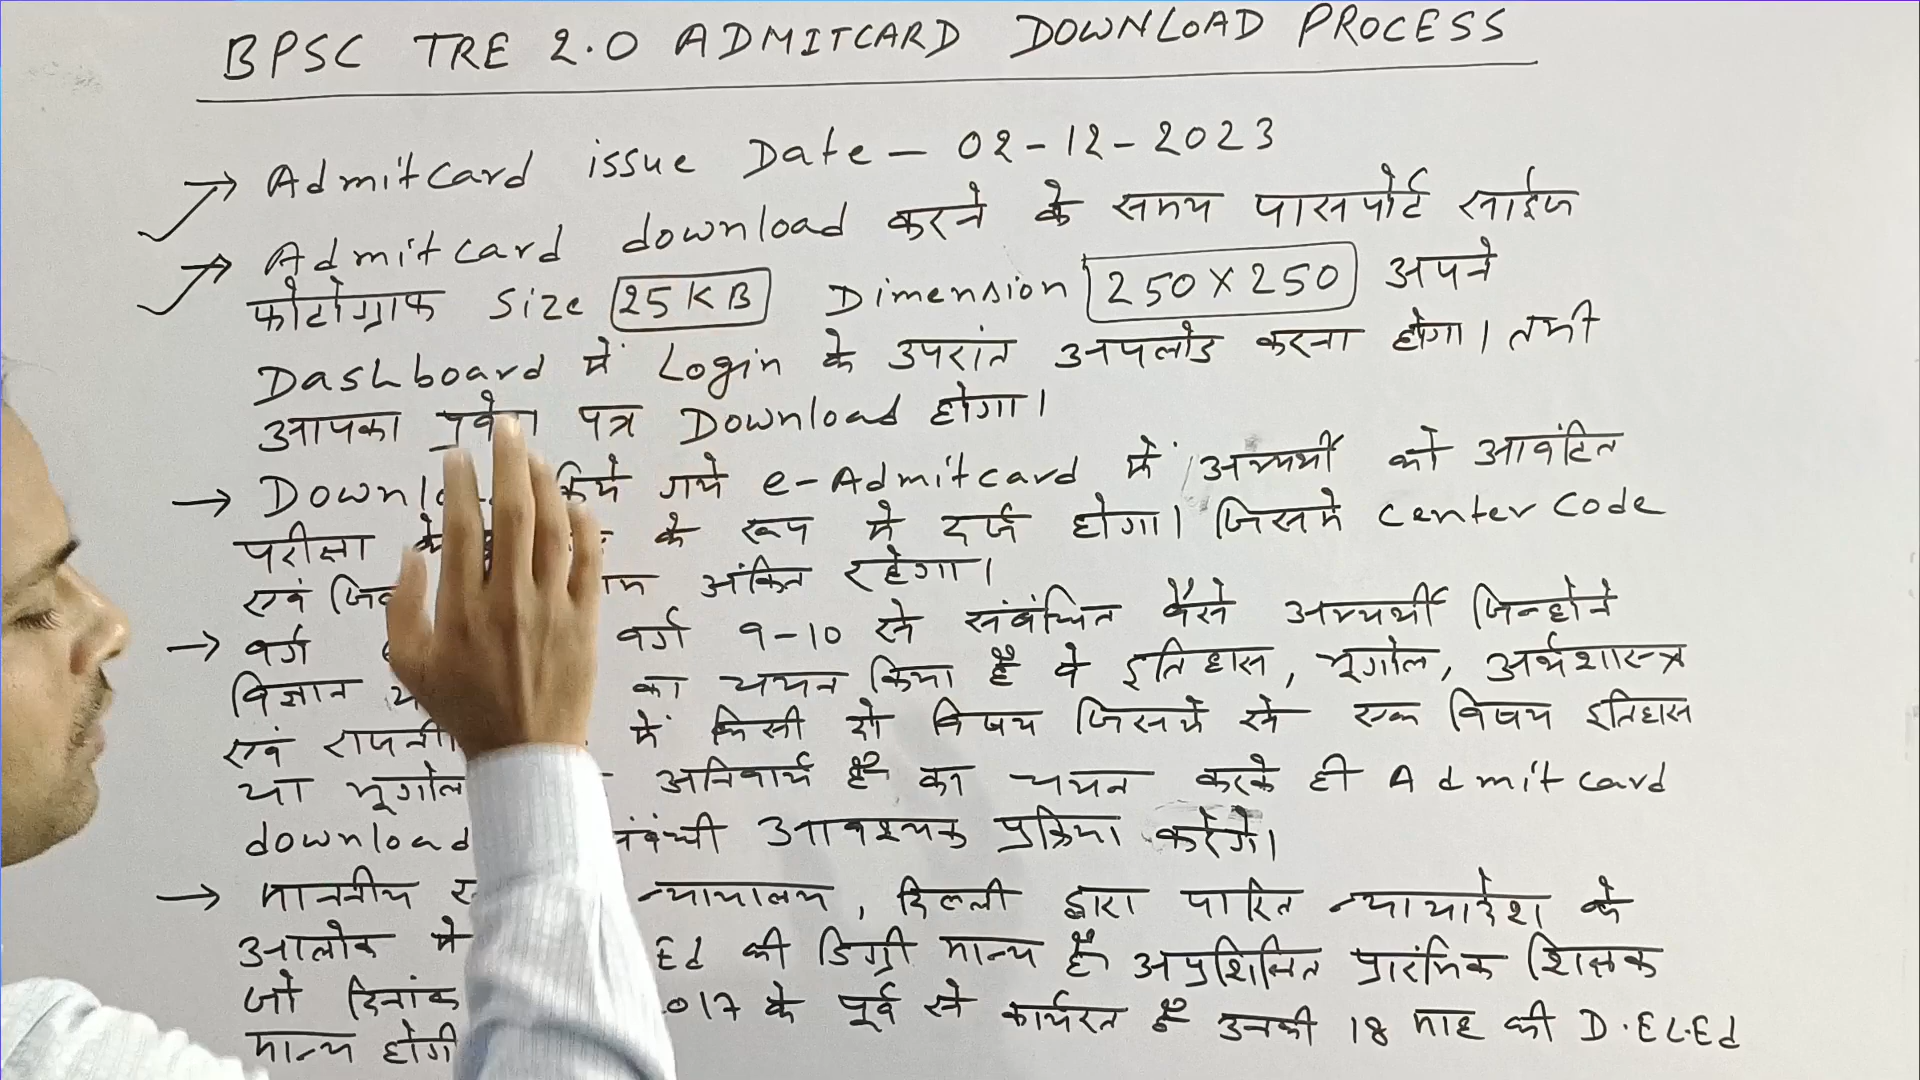 BPSC TRE 2.0 ADMITCARD DOWNLOAD PROCESS
→ Admitcard issue Date – 02-12-2023
→ Admitcard download करने के समय पासपोर्ट साईज
फोटोग्राफ Size 25KB Dimension 250X250 अपने
Dashboard में Login के उपरांत अपलोड करना होगा। तभी
आपका पत्र Download होगा।
→ किये गये e-Admitcard में अभ्यर्थी को आवंटित
परीक्षा के रूप में दर्ज होगा। जिसमें Center Code
एवं अंकित रहेगा।
→ वर्ग वर्ग 9-10 से संबंधित वैसे अभ्यर्थी जिन्होंने
विज्ञान का चयन किया है वे इतिहास, भूगोल, अर्थशास्त्र
एवं में किसी दो विषय जिसमें से एक विषय इतिहास
या भूगोल अनिवार्य है का चयन करके ही Admitcard
download आवश्यक प्रक्रिया करेंगे।
→ माननीय न्यायालय, दिल्ली द्वारा पारित न्यायादेश के
आलोक में Ed की डिग्री मान्य है अप्रशिक्षित प्रारंभिक शिक्षक
जो दिनांक 2017 के पूर्व से कार्यरत है उनकी 18 माह की D.EL.Ed
मान्य होगी